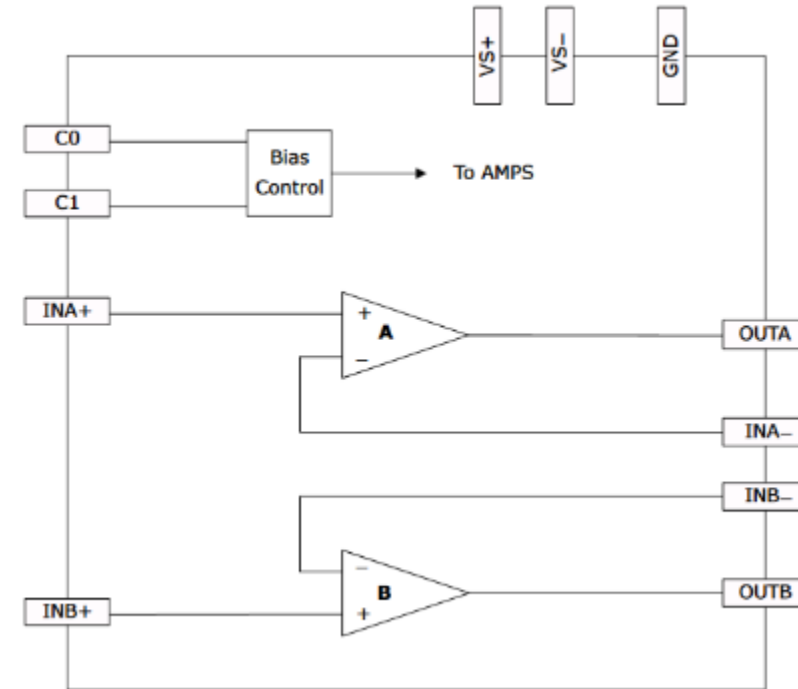 VS+
VS−
GND
C0
Bias
Control
To AMPS
C1
INA+
+
A
−
OUTA
INA−
INB−
−
B
+
INB+
OUTB